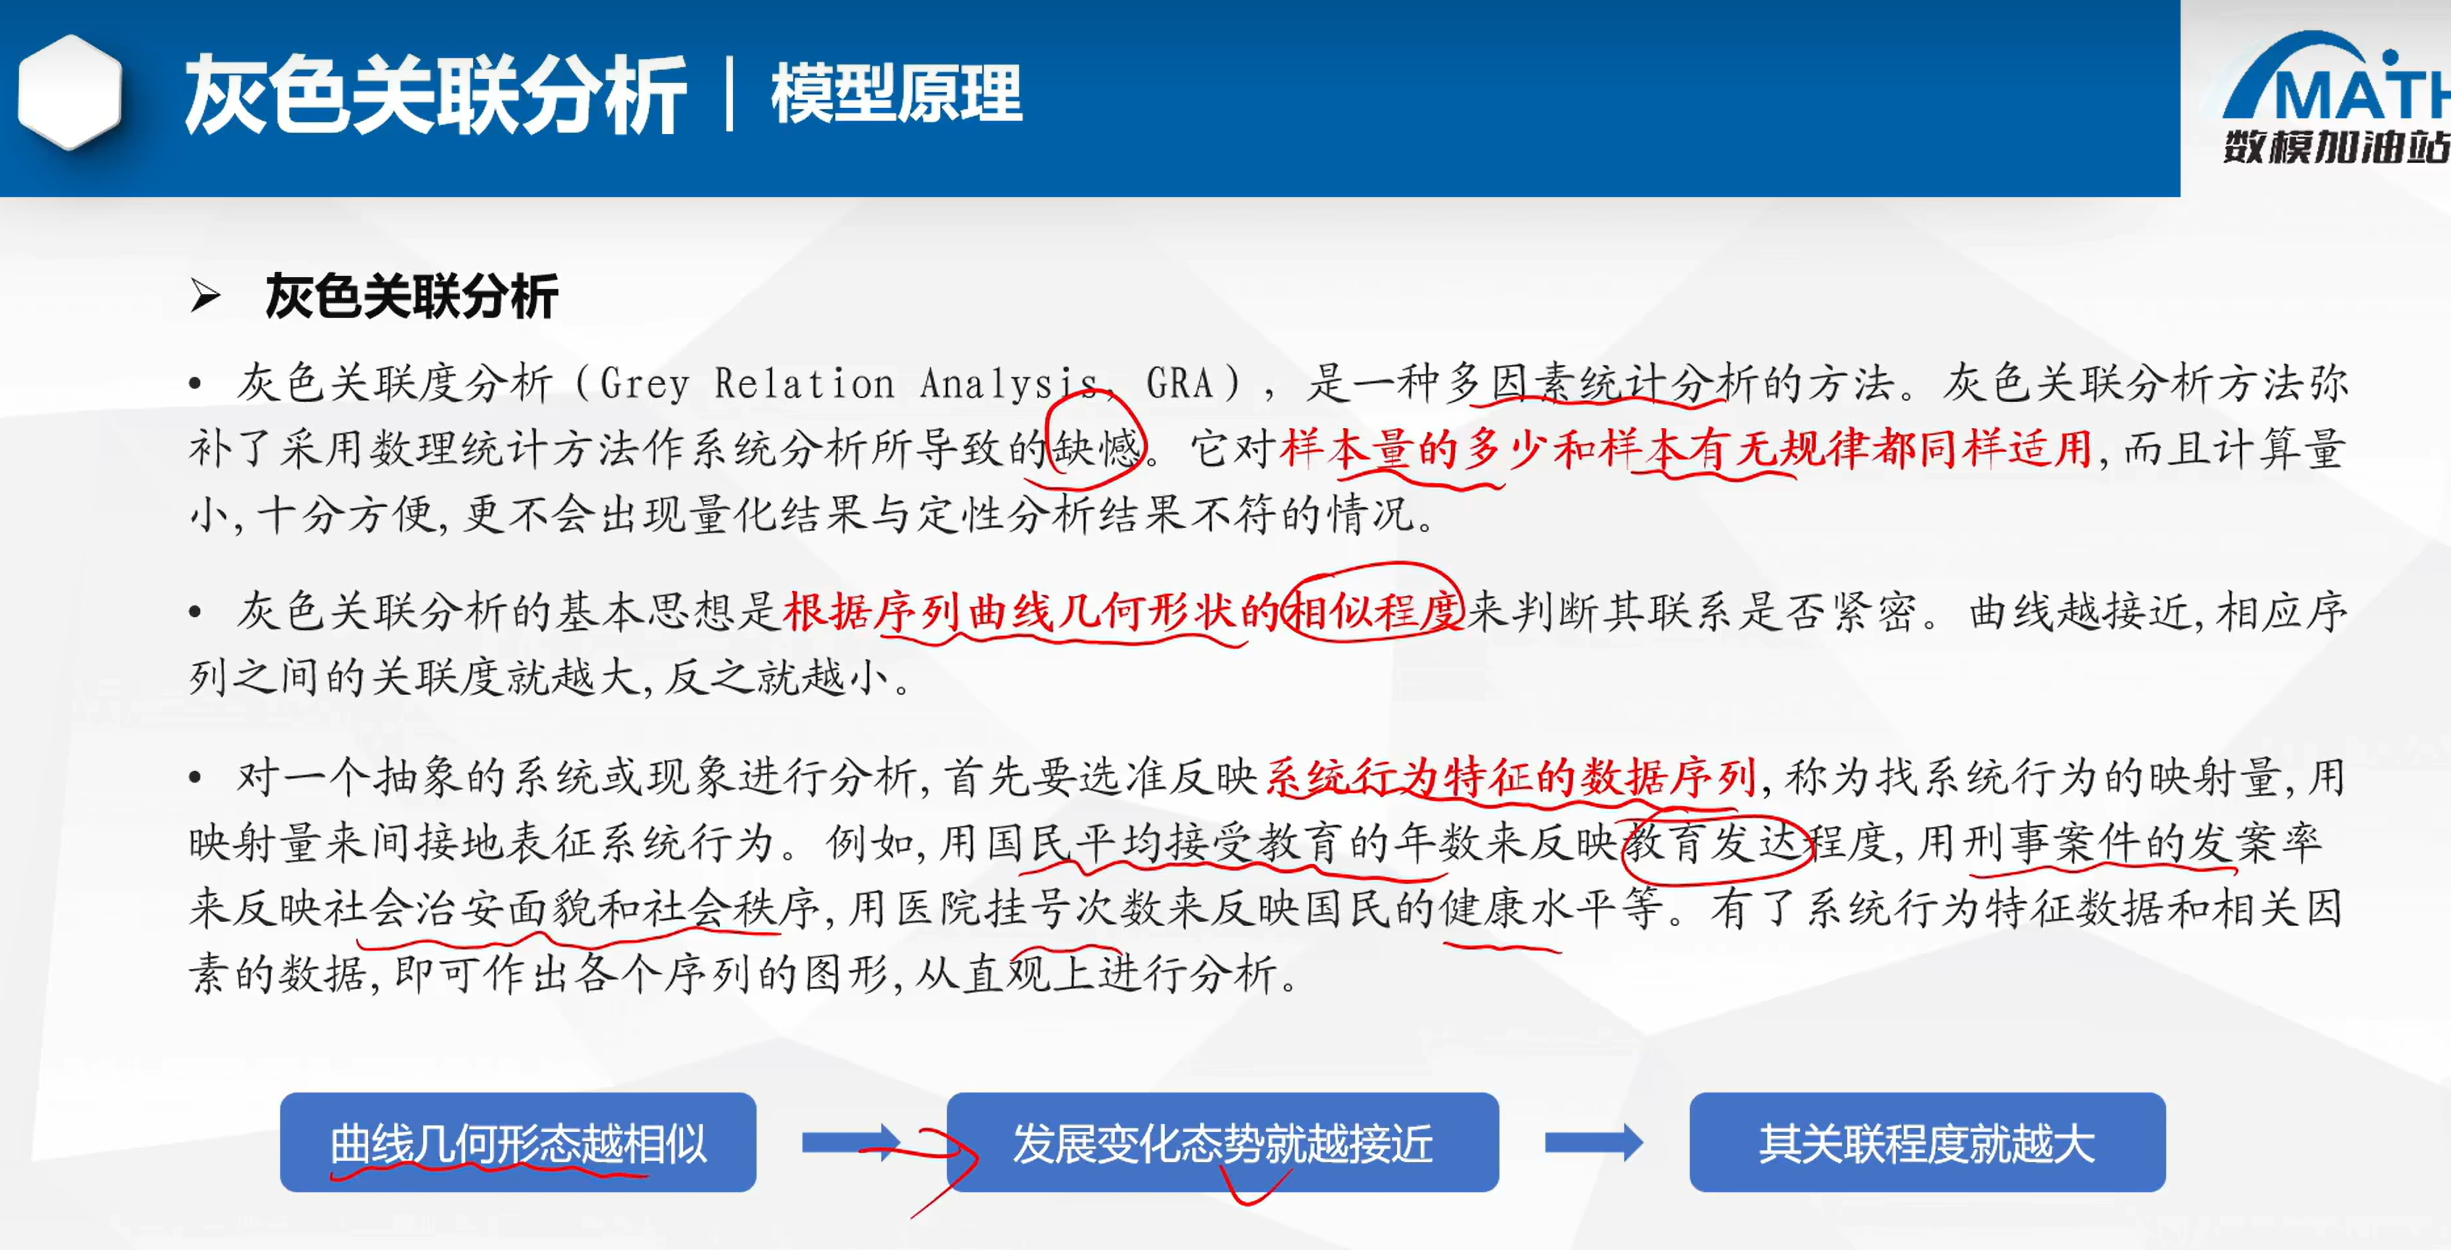 灰色关联分析 | 模型原理
MATH
数模加油站
➢ 灰色关联分析
• 灰色关联度分析（Grey Relation Analysis, GRA），是一种多因素统计分析的方法。灰色关联分析方法弥
补了采用数理统计方法作系统分析所导致的缺憾。它对样本量的多少和样本有无规律都同样适用,而且计算量
小,十分方便,更不会出现量化结果与定性分析结果不符的情况。
• 灰色关联分析的基本思想是根据序列曲线几何形状的相似程度来判断其联系是否紧密。曲线越接近,相应序
列之间的关联度就越大,反之就越小。
• 对一个抽象的系统或现象进行分析,首先要选准反映系统行为特征的数据序列,称为找系统行为的映射量,用
映射量来间接地表征系统行为。例如,用国民平均接受教育的年数来反映教育发达程度,用刑事案件的发案率
来反映社会治安面貌和社会秩序,用医院挂号次数来反映国民的健康水平等。有了系统行为特征数据和相关因
素的数据,即可作出各个序列的图形,从直观上进行分析。
曲线几何形态越相似
发展变化态势就越接近
其关联程度就越大